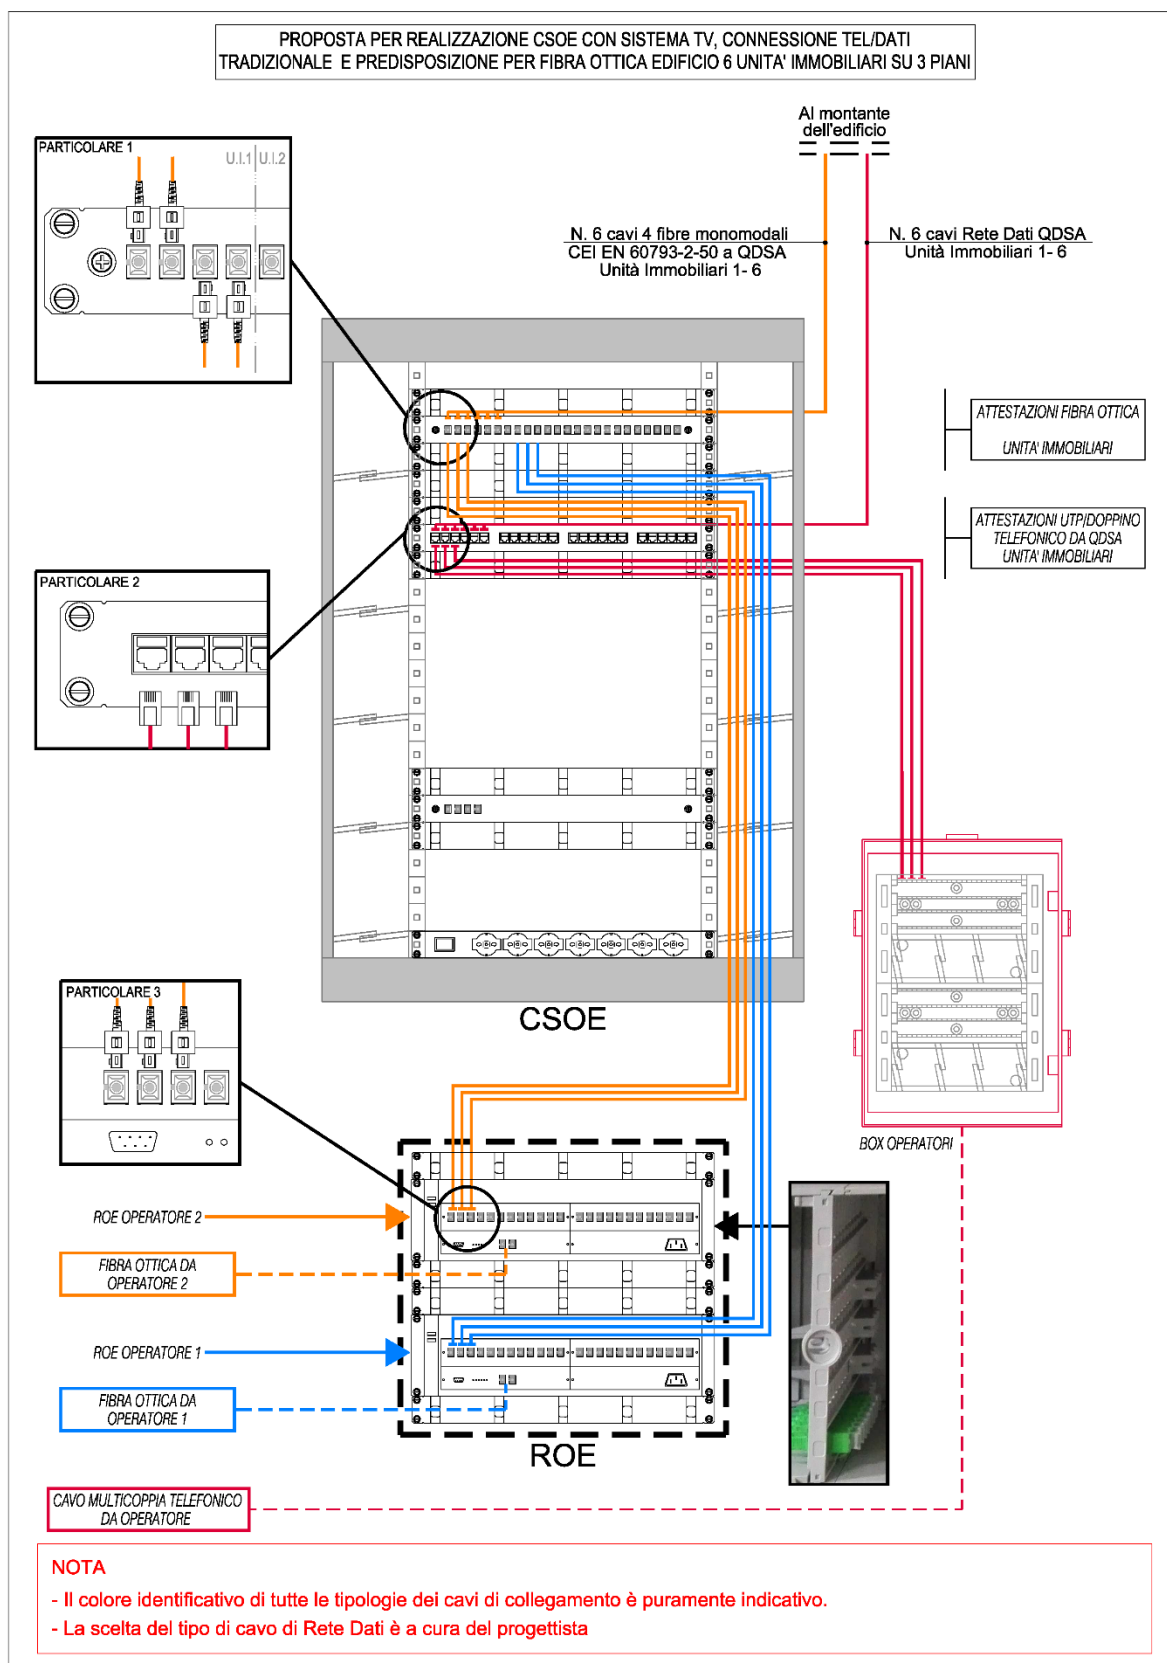 PROPOSTA PER REALIZZAZIONE CSOE CON SISTEMA TV, CONNESSIONE TEL/DATI
TRADIZIONALE E PREDISPOSIZIONE PER FIBRA OTTICA EDIFICIO 6 UNITA' IMMOBILIARI SU 3 PIANI
Al montante
dell'edificio
PARTICOLARE 1
U.I.1 U.I.2
N. 6 cavi 4 fibre monomodali
CEI EN 60793-2-50 a QDSA
Unità Immobiliari 1- 6
N. 6 cavi Rete Dati QDSA
Unità Immobiliari 1- 6
ATTESTAZIONI FIBRA OTTICA
UNITA' IMMOBILIARI
ATTESTAZIONI UTP/DOPPINO
TELEFONICO DA QDSA
UNITA' IMMOBILIARI
PARTICOLARE 2
PARTICOLARE 3
CSOE
BOX OPERATORI
ROE OPERATORE 2
FIBRA OTTICA DA
OPERATORE 2
ROE OPERATORE 1
FIBRA OTTICA DA
OPERATORE 1
ROE
CAVO MULTICOPPIA TELEFONICO
DA OPERATORE
NOTA
- Il colore identificativo di tutte le tipologie dei cavi di collegamento è puramente indicativo.
- La scelta del tipo di cavo di Rete Dati è a cura del progettista